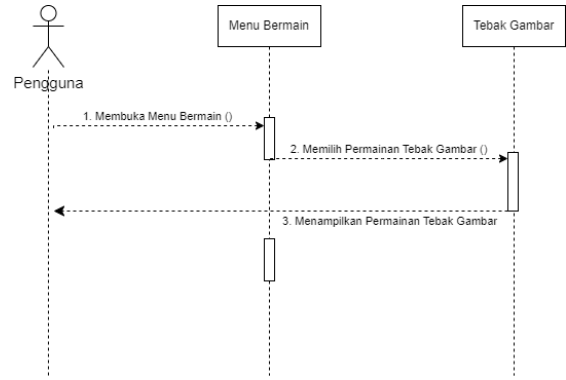 Menu Bermain
Tebak Gambar
Pengguna
1. Membuka Menu Bermain ()
2. Memilih Permainan Tebak Gambar ()
3. Menampilkan Permainan Tebak Gambar